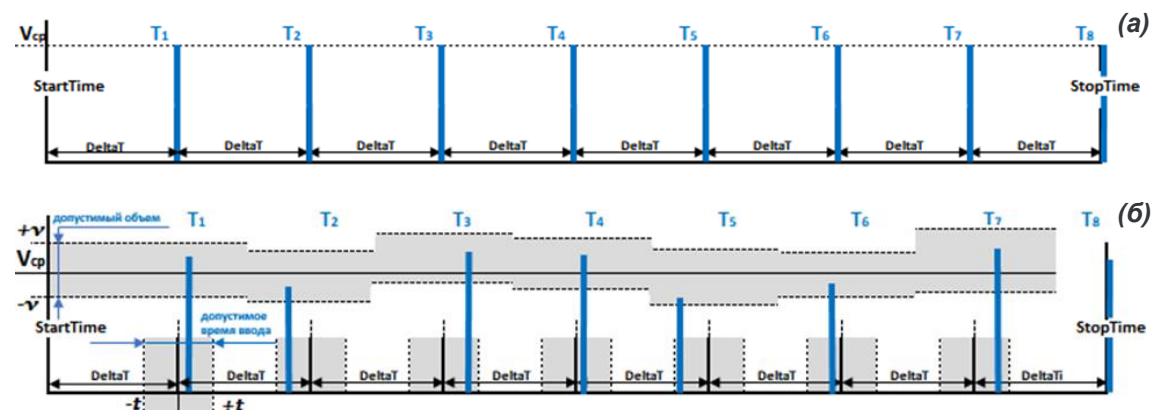 (а)
Vср T1 T2 T3 T4 T5 T6 T7 T8
StartTime StopTime
DeltaT DeltaT DeltaT DeltaT DeltaT DeltaT DeltaT DeltaT
(б)
+v допустимый объем T1 T2 T3 T4 T5 T6 T7 T8
Vср
-v
StartTime допустимое StopTime
время ввода
DeltaT DeltaT DeltaT DeltaT DeltaT DeltaT DeltaT DeltaTi
-t +t